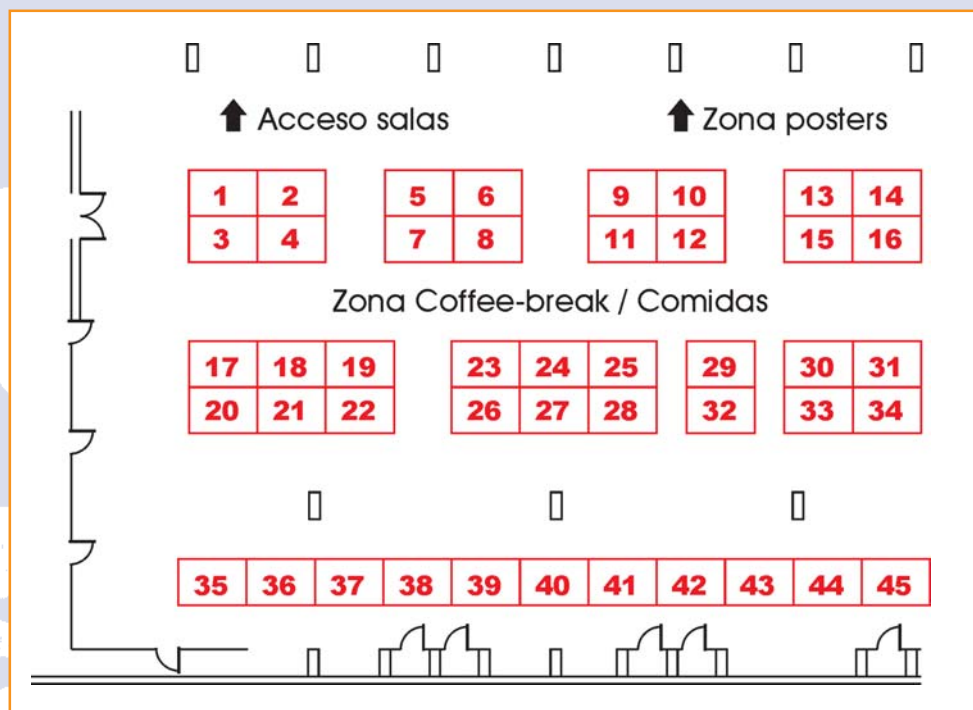 Acceso salas Zona posters
1 2 5 6 9 10 13 14
3 4 7 8 11 12 15 16
Zona Coffee-break / Comidas
17 18 19 23 24 25 29 30 31
20 21 22 26 27 28 32 33 34
35 36 37 38 39 40 41 42 43 44 45